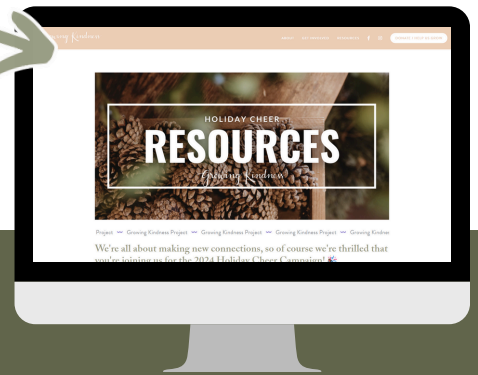 Kindness
HOLIDAY CHEER
RESOURCES
Growing Kindness
Project ~ Growing Kindness Project ~ Growing Kindness Project ~ Growing Kindness Project ~ Growing Kindnes
We're all about making new connections, so of course we're thrilled that
you're joining us for the 2024 Holiday Cheer Campaign! 🎉